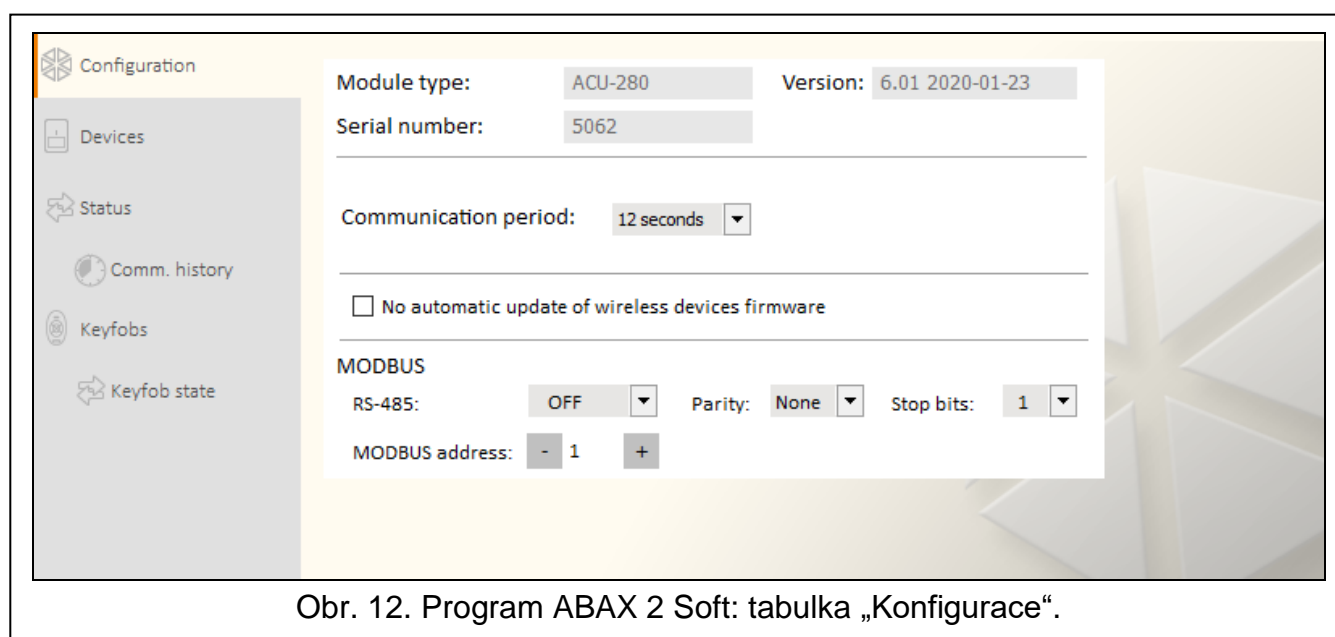 Configuration
Devices
Status
Comm. history
Keyfobs
Keyfob state
Module type: ACU-280 Version: 6.01 2020-01-23
Serial number: 5062
Communication period: 12 seconds
No automatic update of wireless devices firmware
MODBUS
RS-485: OFF Parity: None Stop bits: 1
MODBUS address: - 1 +
Obr. 12. Program ABAX 2 Soft: tabulka „Konfigurace“.